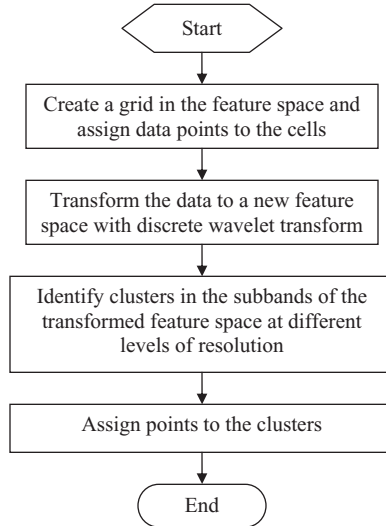 Start
Create a grid in the feature space and
assign data points to the cells
Transform the data to a new feature
space with discrete wavelet transform
Identify clusters in the subbands of the
transformed feature space at different
levels of resolution
Assign points to the clusters
End